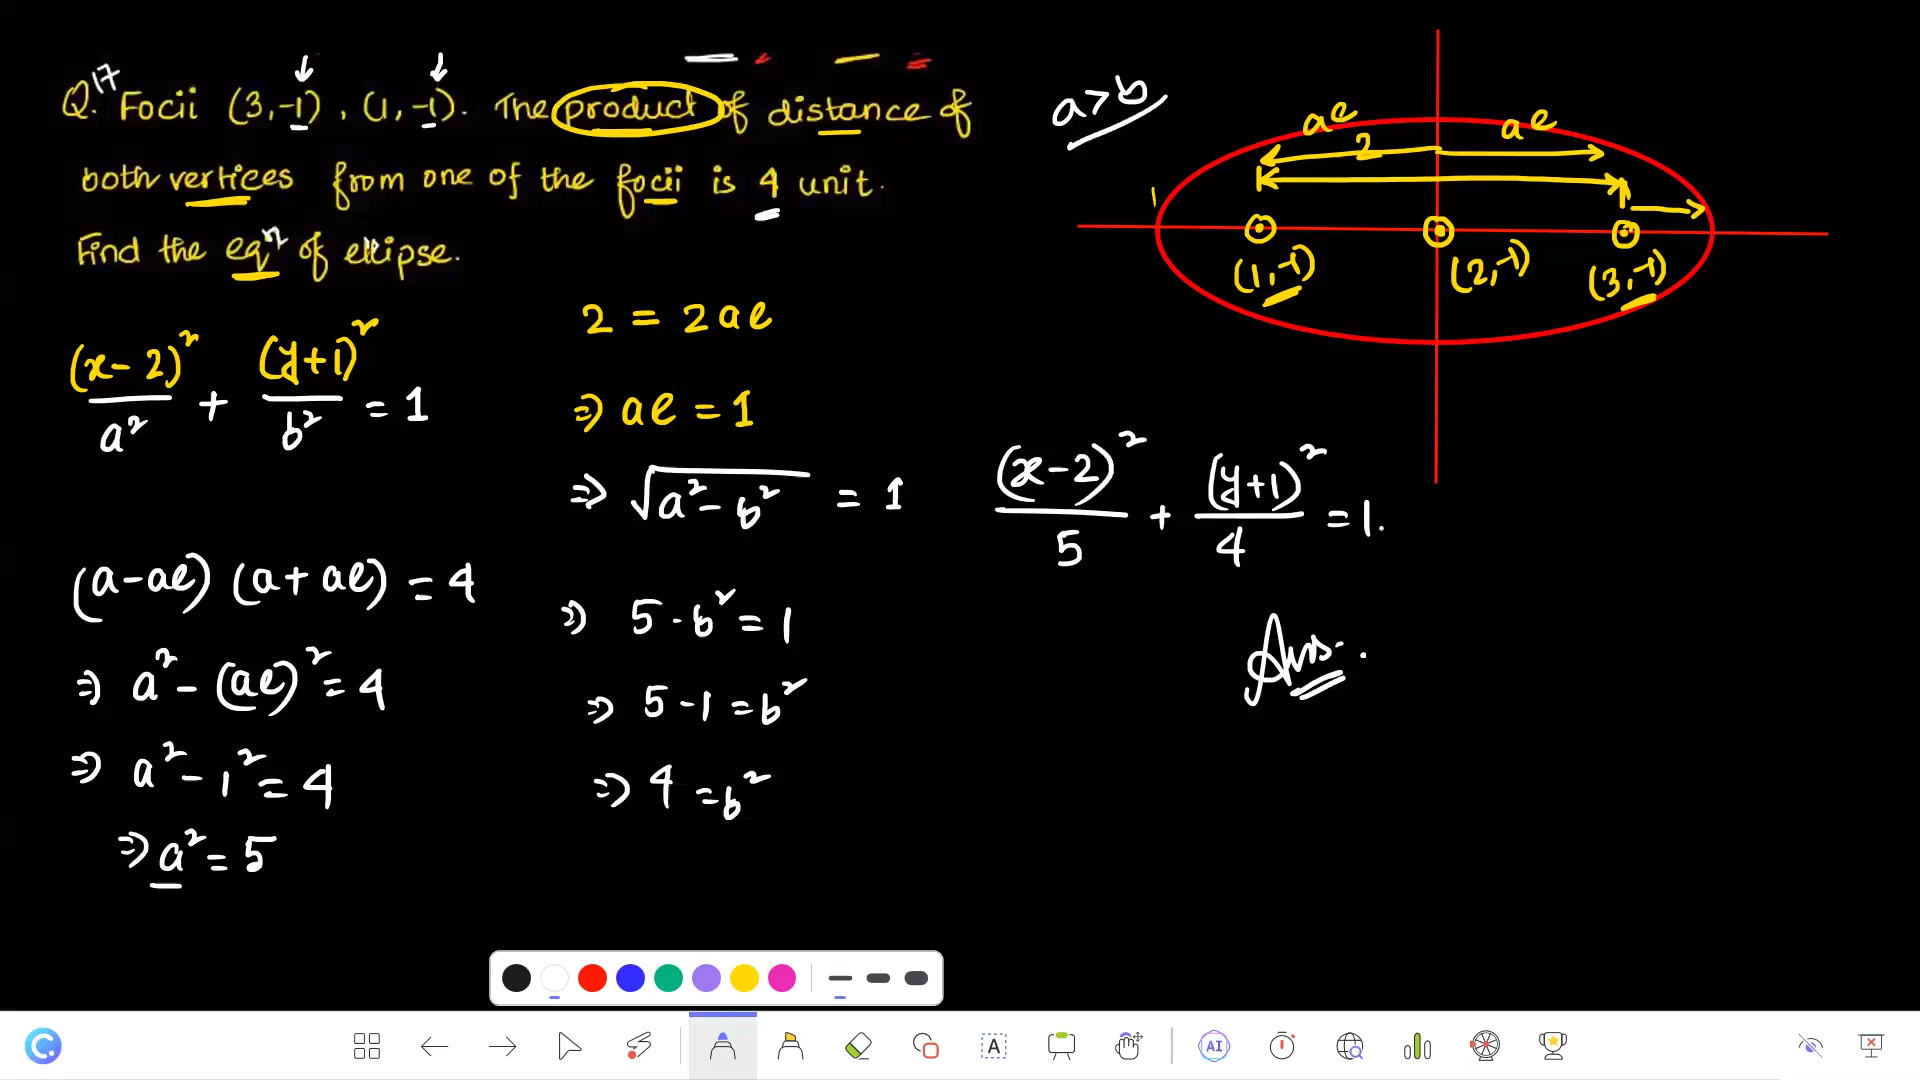 Q.17 Focii (3,-1), (1,-1). The product of distance of
both vertices from one of the focii is 4 unit.
Find the eqⁿ of ellipse.
(x-2)²/a² + (y+1)²/b² = 1
(a-ae) (a+ae) = 4
⇒ a² - (ae)² = 4
⇒ a² - 1² = 4
⇒ a² = 5
2 = 2ae
⇒ ae = 1
⇒ √a²-b² = 1
⇒ 5 - b² = 1
⇒ 5 - 1 = b²
⇒ 4 = b²
a>b
ae
ae
2
(1,-1)
(2,-1)
(3,-1)
(x-2)²/5 + (y+1)²/4 = 1.
Ans.
A
AI